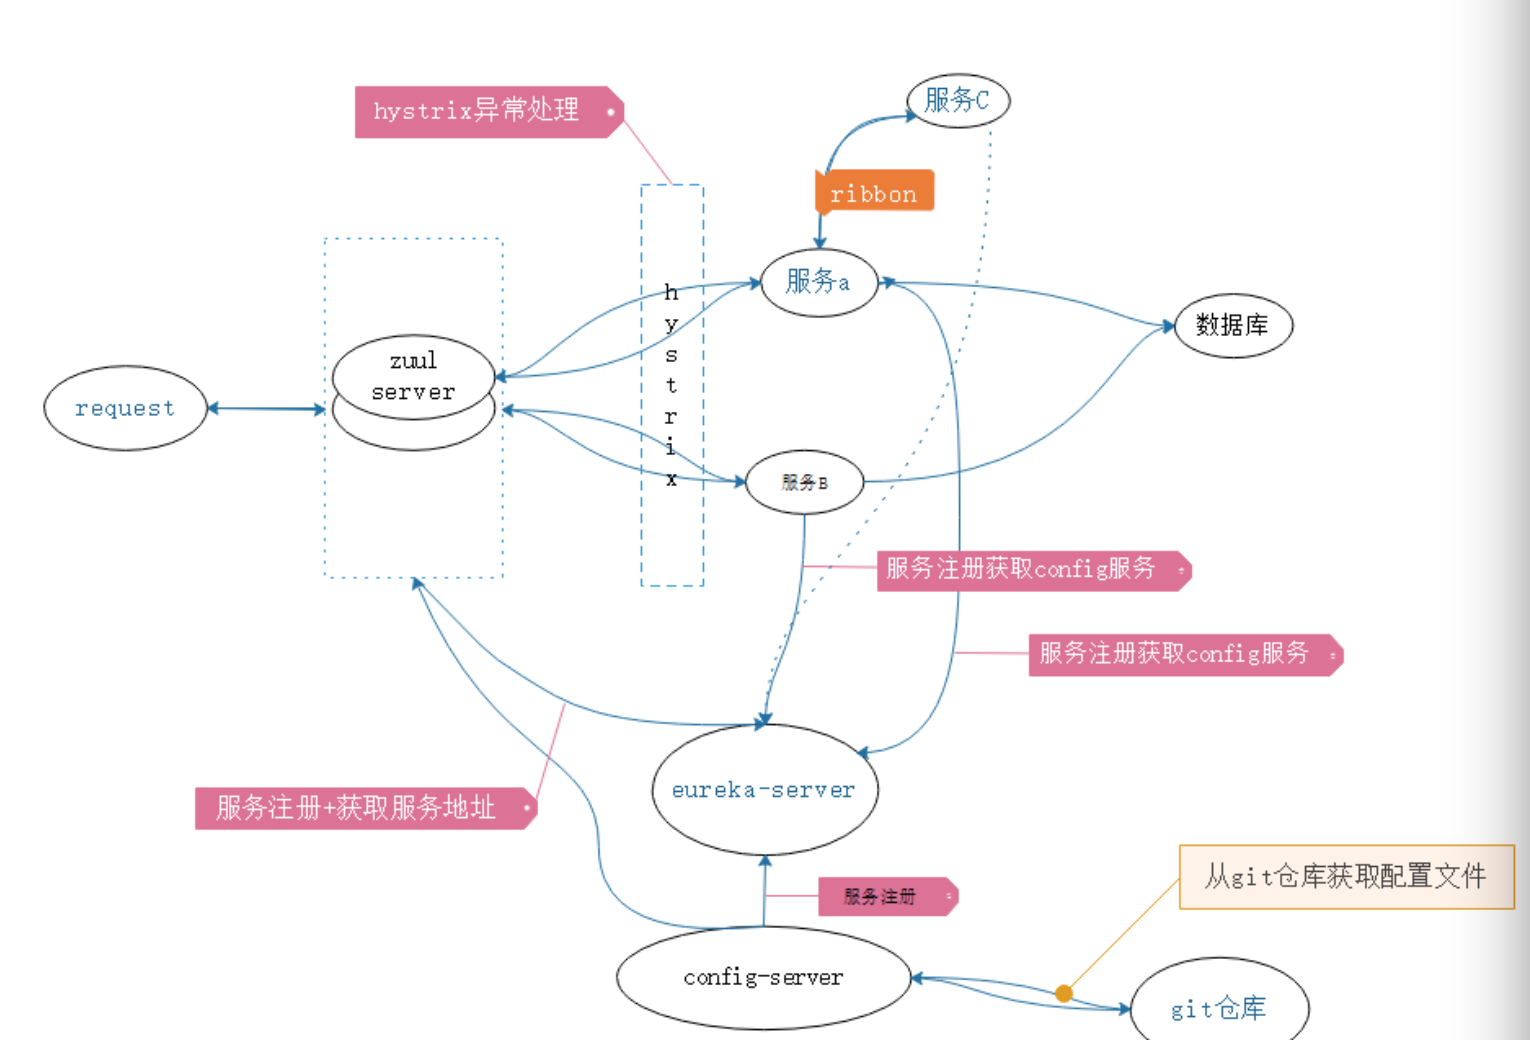 服务C
hystrix异常处理
ribbon
服务a
h
y
s
t
r
i
x
数据库
zuul
server
request
服务B
服务注册获取config服务
服务注册获取config服务
eureka-server
服务注册+获取服务地址
从git仓库获取配置文件
服务注册
config-server
git仓库